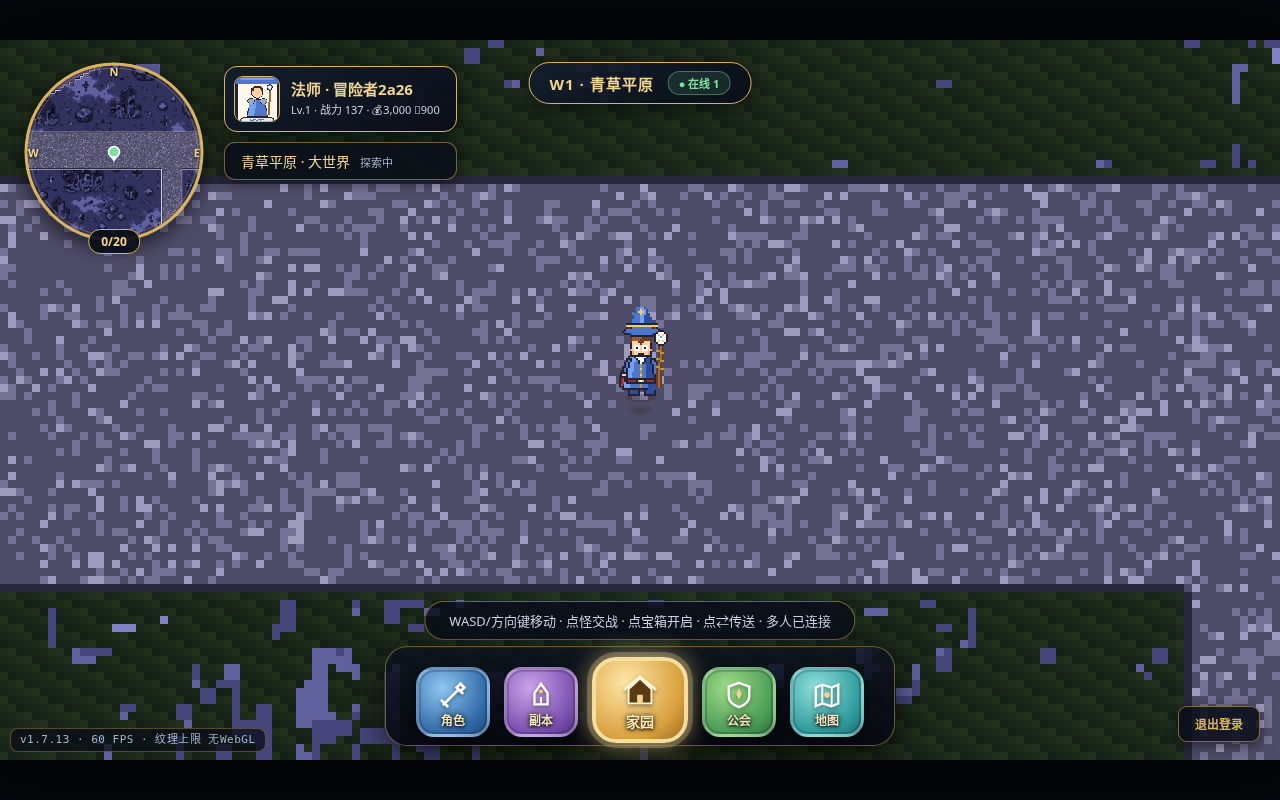 N
W
E
0/20
法师 · 冒险者2a26
Lv.1 · 战力 137 · 💰3,000 900
青草平原 · 大世界 探索中
W1 · 青草平原 ● 在线 1
WASD/方向键移动 · 点怪交战 · 点宝箱开启 · 点⇄传送 · 多人已连接
角色
副本
家园
公会
地图
v1.7.13 · 60 FPS · 纹理上限 无WebGL
退出登录